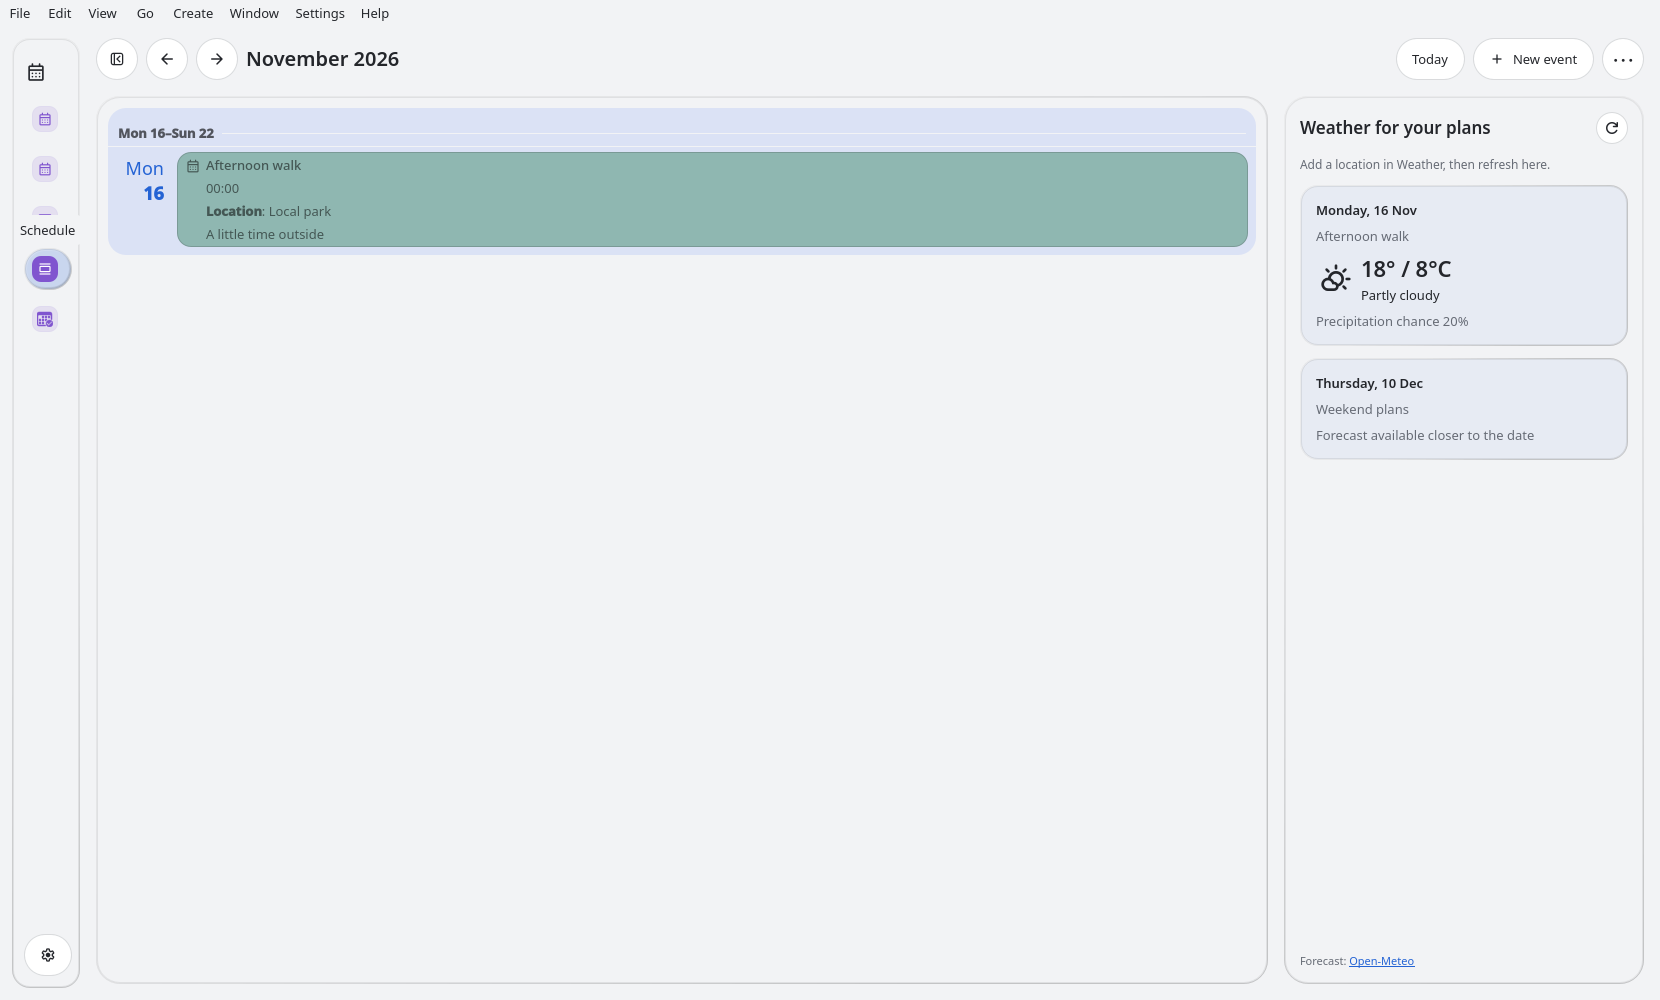 File Edit View Go Create Window Settings Help
November 2026
Today
New event
Schedule
Mon 16–Sun 22
Mon
16
Afternoon walk
00:00
Location: Local park
A little time outside
Weather for your plans
Add a location in Weather, then refresh here.
Monday, 16 Nov
Afternoon walk
18° / 8°C
Partly cloudy
Precipitation chance 20%
Thursday, 10 Dec
Weekend plans
Forecast available closer to the date
Forecast: Open-Meteo